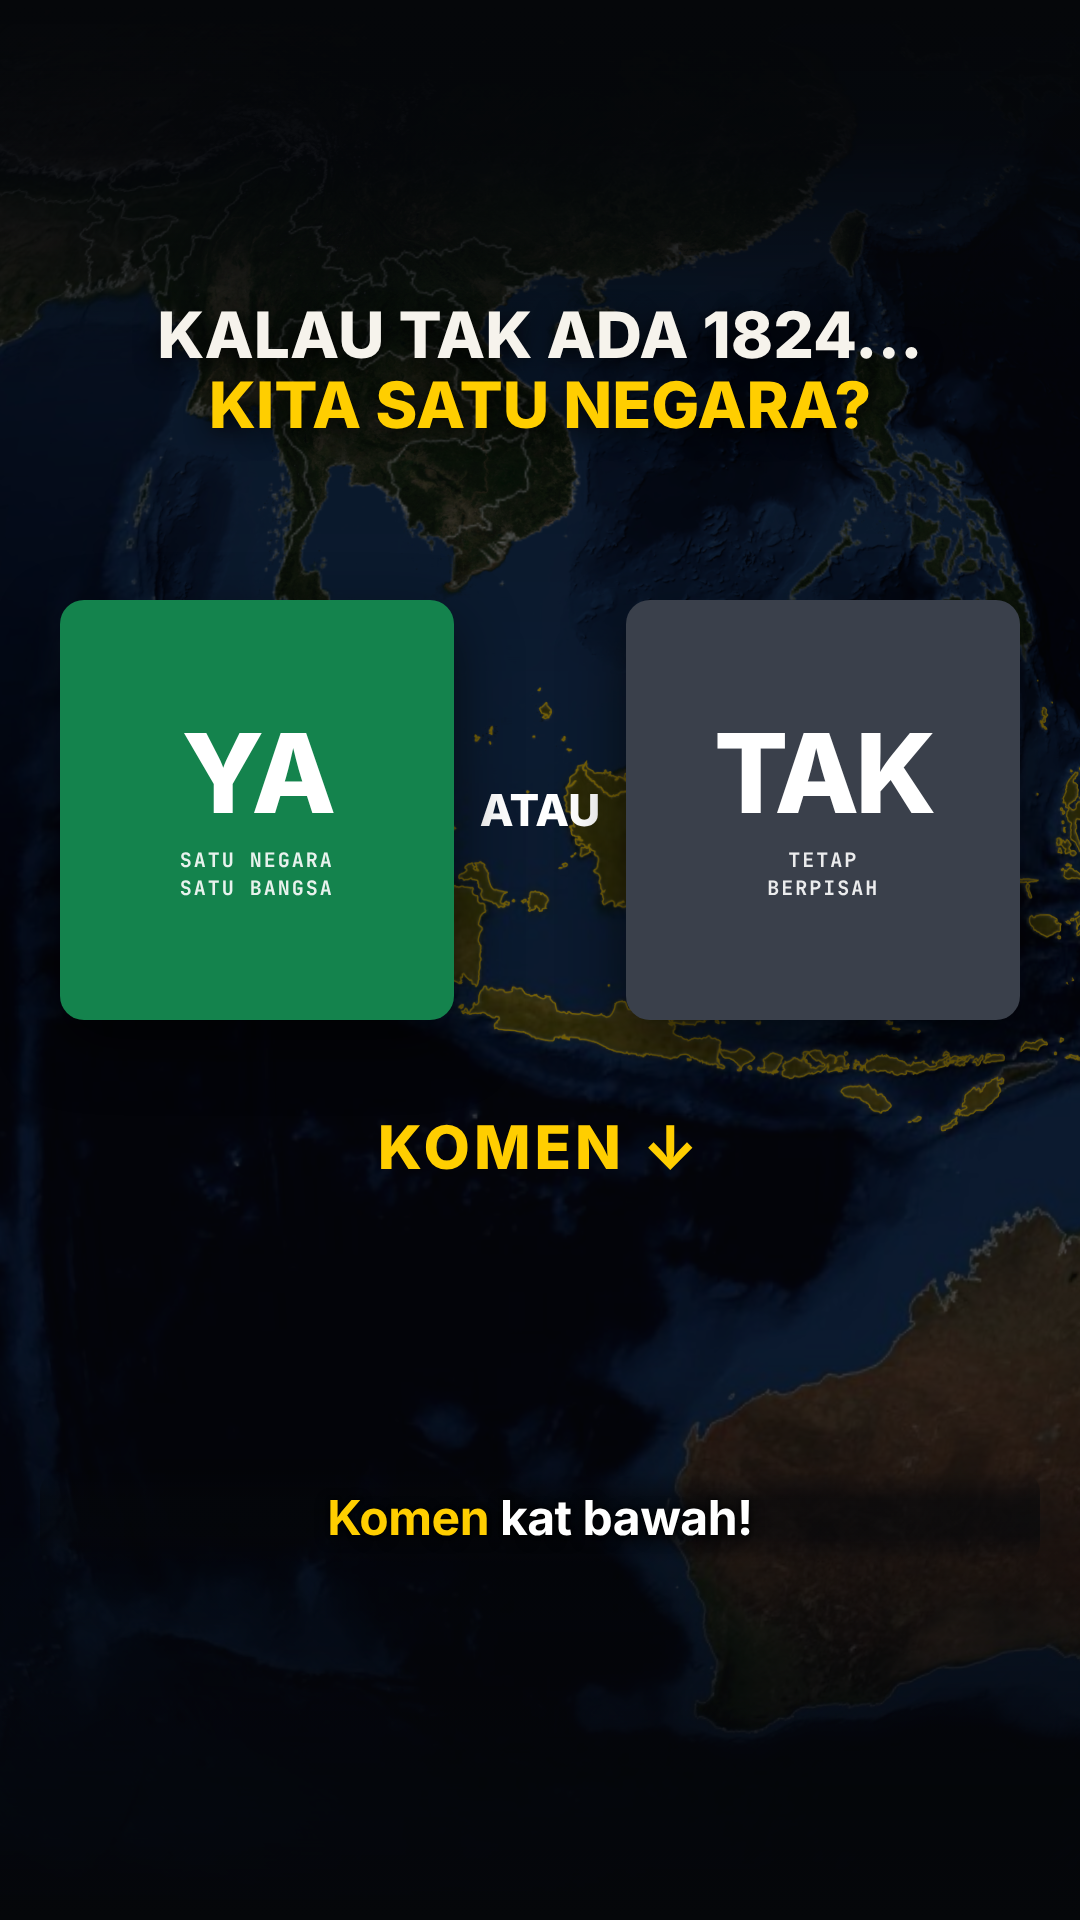 KALAU TAK ADA 1824...
KITA SATU NEGARA?
YA
SATU NEGARA
SATU BANGSA
ATAU
TAK
TETAP
BERPISAH
KOMEN ↓
Komen kat bawah!